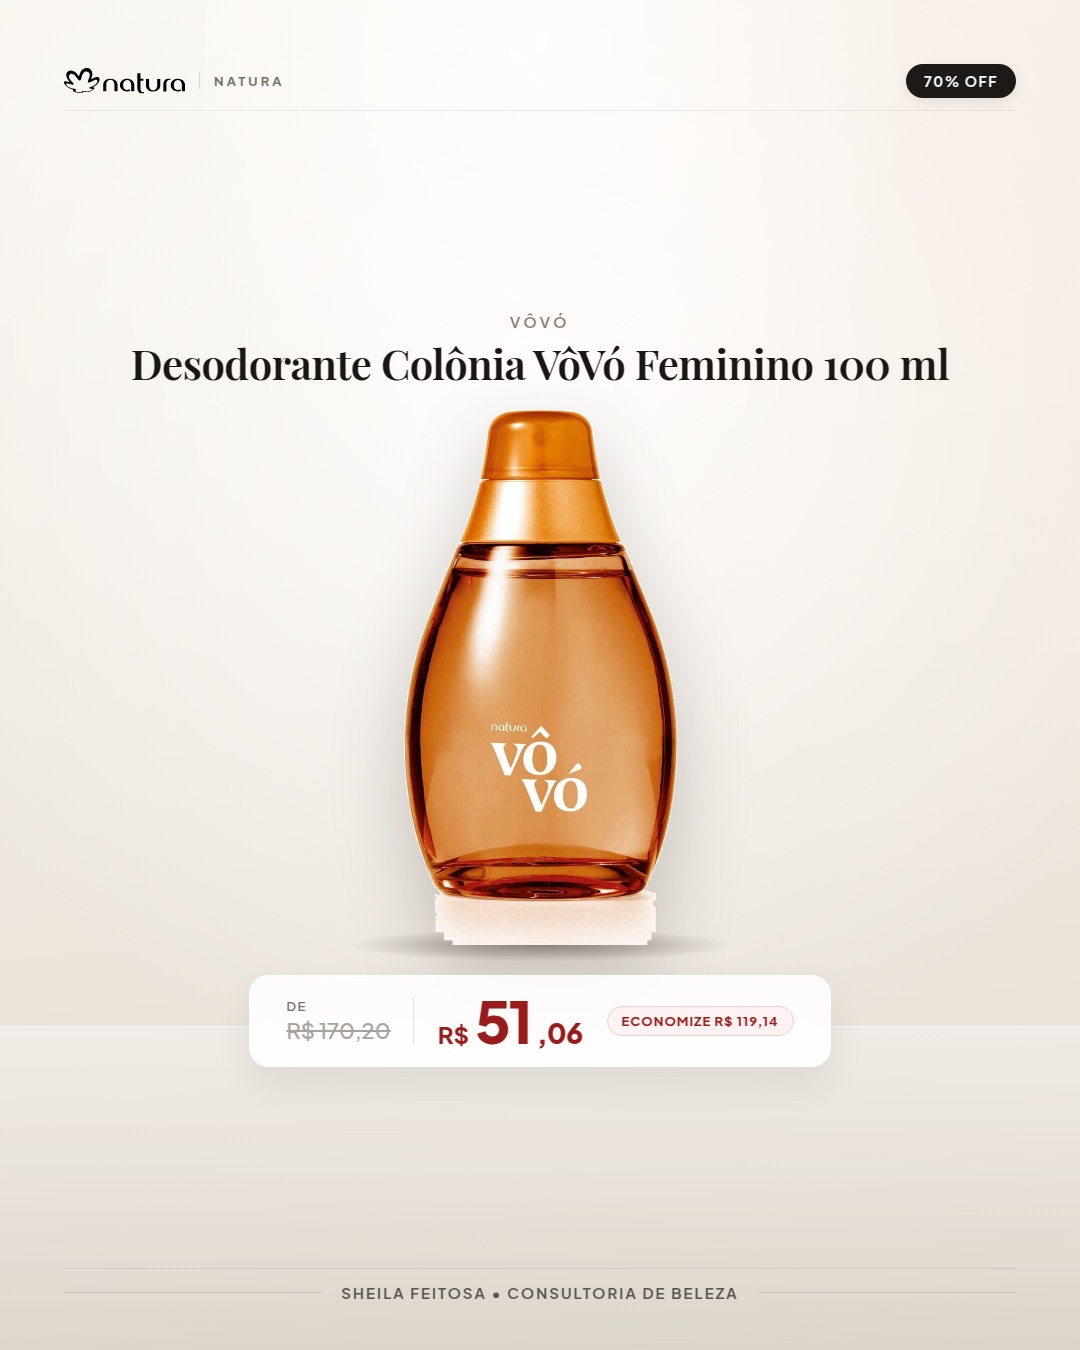 natura
NATURA
70% OFF
VÔVÓ
Desodorante Colônia VôVó Feminino 100 ml
natura
vô
vó
DE
R$ 170,20
R$ 51,06
ECONOMIZE R$ 119,14
SHEILA FEITOSA • CONSULTORIA DE BELEZA